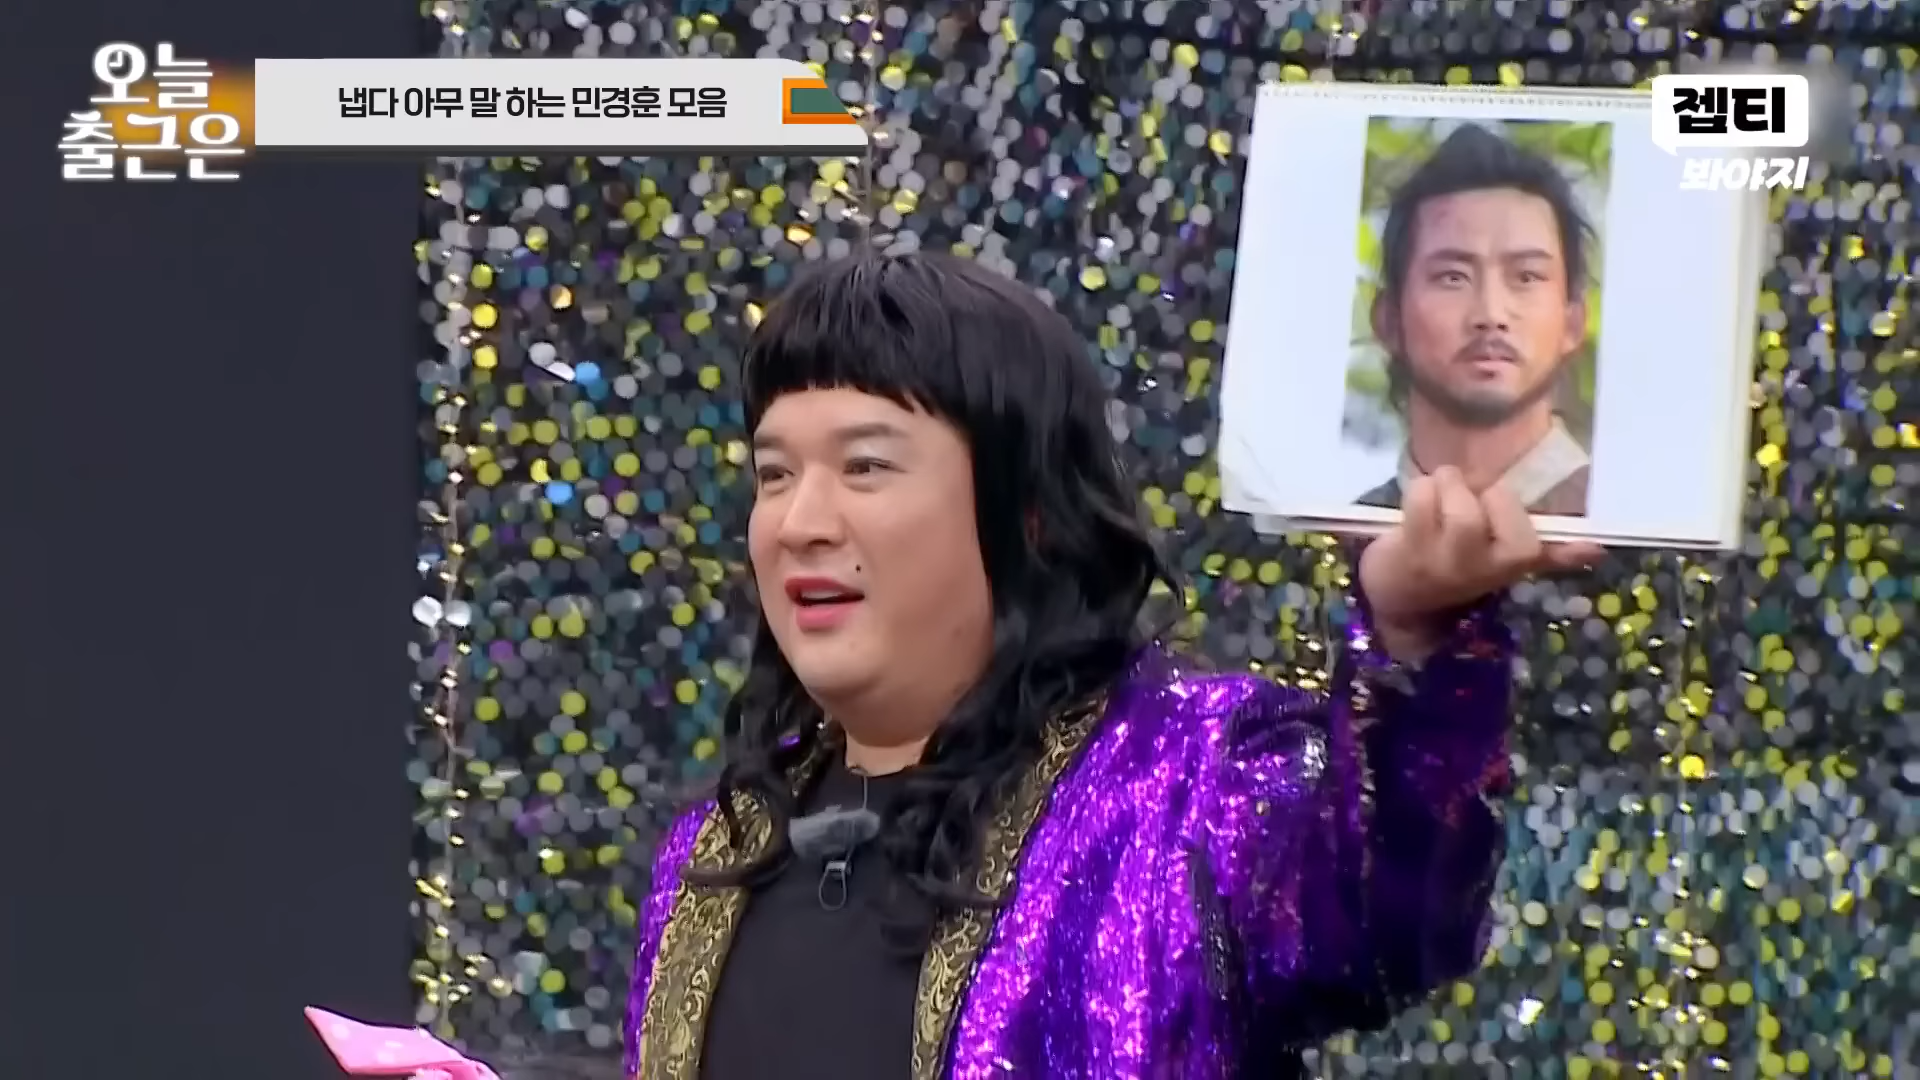 오늘
출근은
냅다 아무 말 하는 민경훈 모음
젭티
봐야지